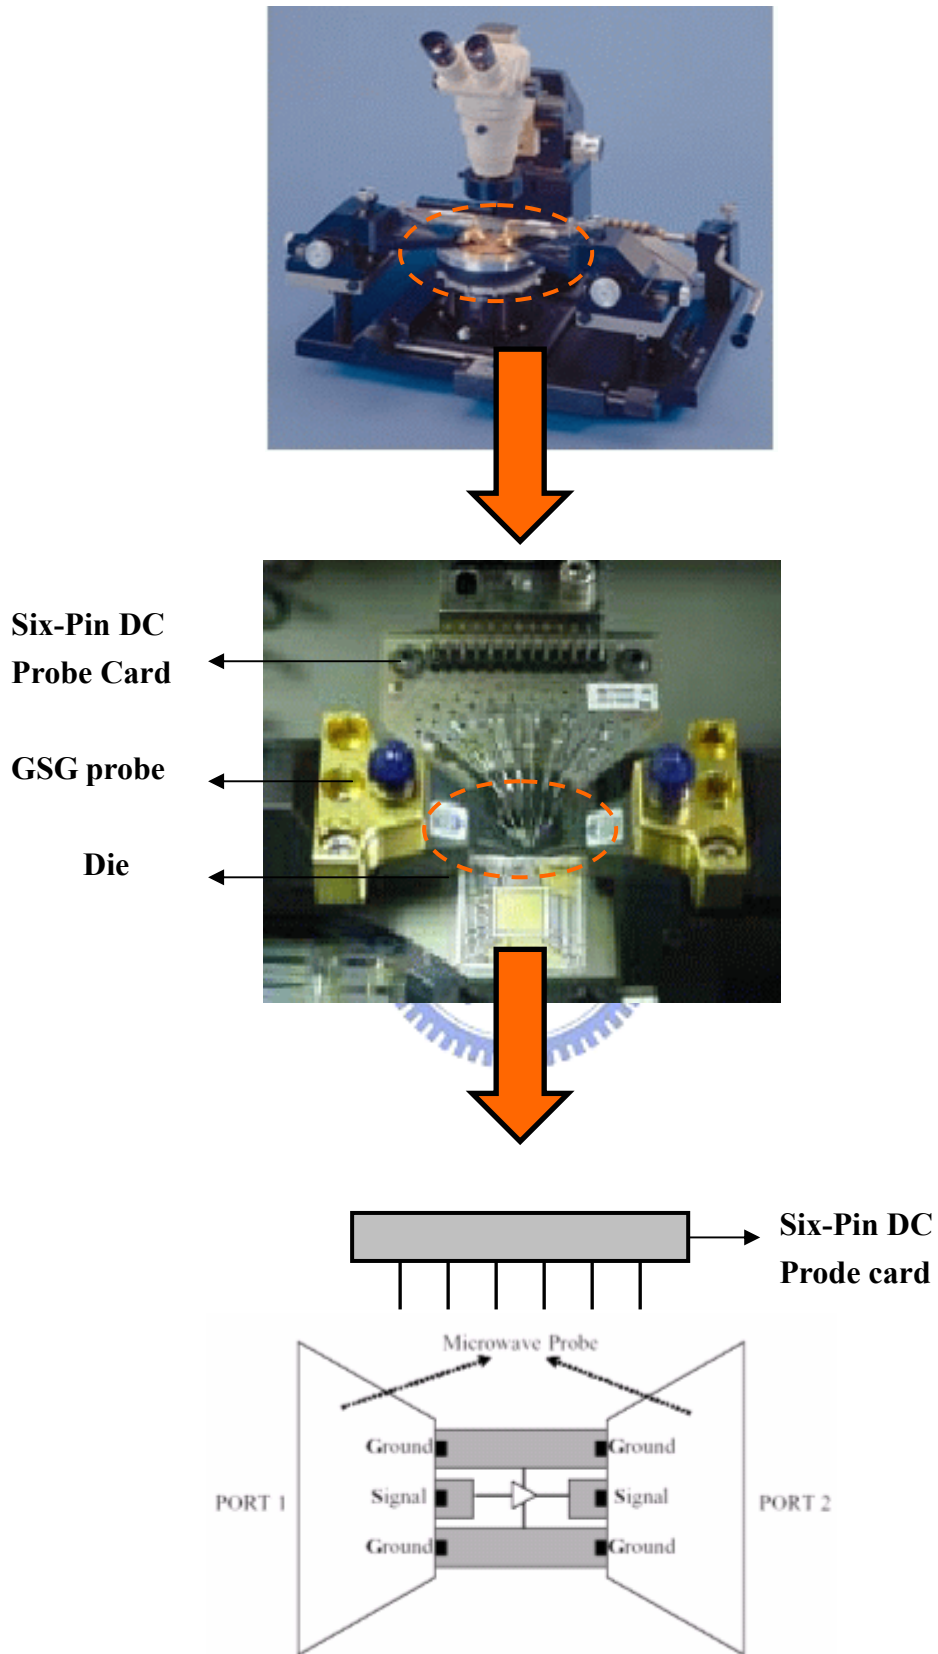 Six-Pin DC
Probe Card
GSG probe
Die
Six-Pin DC
Prode card
Microwave Probe
Ground
Ground
PORT 1
Signal
Signal
PORT 2
Ground
Ground